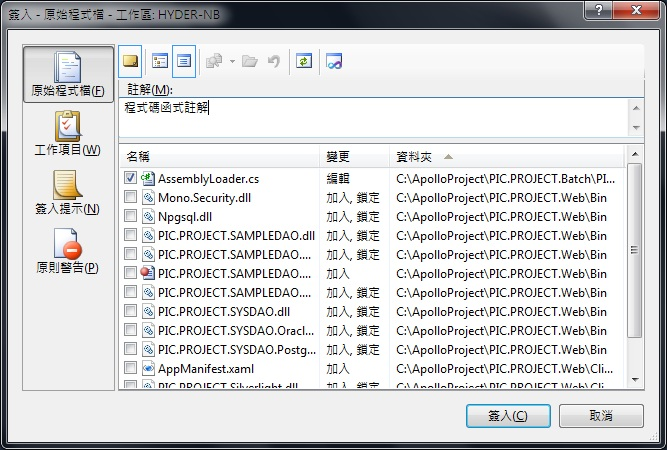 簽入 - 原始程式檔 - 工作區: HYDER-NB
原始程式檔(F)
工作項目(W)
簽入提示(N)
原則警告(P)
註解(M):
程式碼函式註解
名稱 變更 資料夾
AssemblyLoader.cs 編輯 C:\ApolloProject\PIC.PROJECT.Batch\PI...
Mono.Security.dll 加入, 鎖定 C:\ApolloProject\PIC.PROJECT.Web\Bin
Npgsql.dll 加入, 鎖定 C:\ApolloProject\PIC.PROJECT.Web\Bin
PIC.PROJECT.SAMPLEDAO.dll 加入, 鎖定 C:\ApolloProject\PIC.PROJECT.Web\Bin
PIC.PROJECT.SAMPLEDAO.... 加入, 鎖定 C:\ApolloProject\PIC.PROJECT.Web\Bin
PIC.PROJECT.SAMPLEDAO.... 加入 C:\ApolloProject\PIC.PROJECT.Web\Bin
PIC.PROJECT.SAMPLEDAO.... 加入, 鎖定 C:\ApolloProject\PIC.PROJECT.Web\Bin
PIC.PROJECT.SYSDAO.dll 加入, 鎖定 C:\ApolloProject\PIC.PROJECT.Web\Bin
PIC.PROJECT.SYSDAO.Oracl... 加入, 鎖定 C:\ApolloProject\PIC.PROJECT.Web\Bin
PIC.PROJECT.SYSDAO.Postg... 加入, 鎖定 C:\ApolloProject\PIC.PROJECT.Web\Bin
AppManifest.xaml 加入 C:\ApolloProject\PIC.PROJECT.Web\Cli...
PIC.PROJECT.Silverlight.dll 加入, 鎖定 C:\ApolloProject\PIC.PROJECT.Web\Cli...
簽入(C) 取消